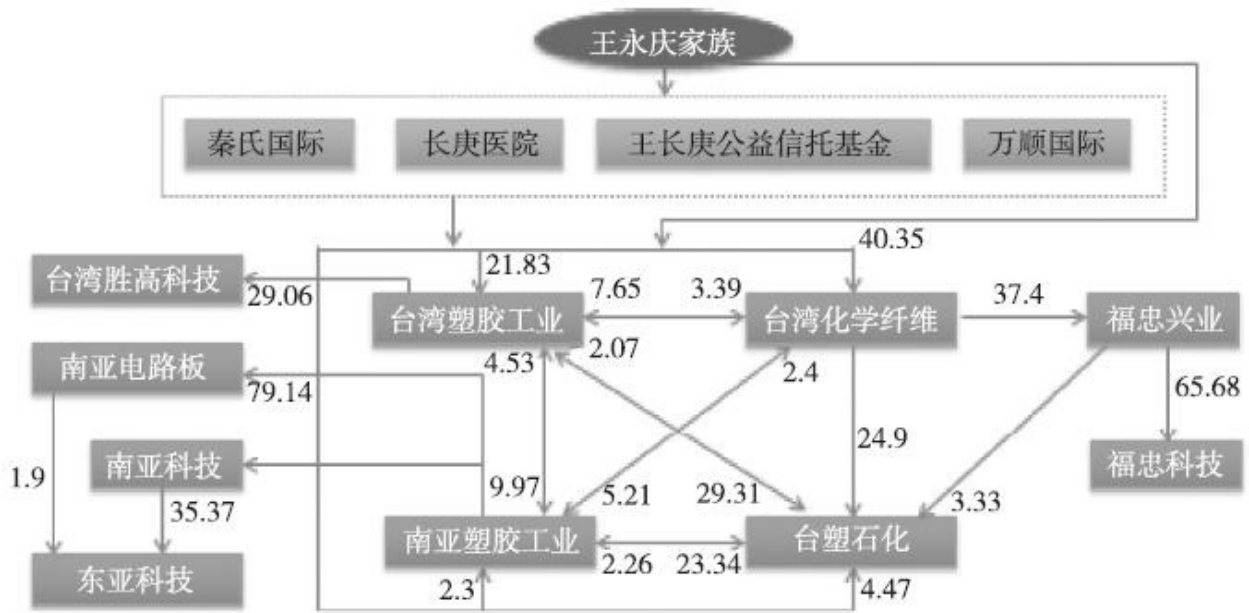 王永庆家族
秦氏国际
长庚医院
王长庚公益信托基金
万顺国际
40.35
21.83
台湾胜高科技
29.06
7.65
3.39
37.4
台湾塑胶工业
台湾化学纤维
福忠兴业
4.53
2.07
2.4
南亚电路板
79.14
65.68
24.9
南亚科技
福忠科技
1.9
9.97
5.21
29.31
3.33
35.37
南亚塑胶工业
台塑石化
2.26
23.34
东亚科技
2.3
4.47